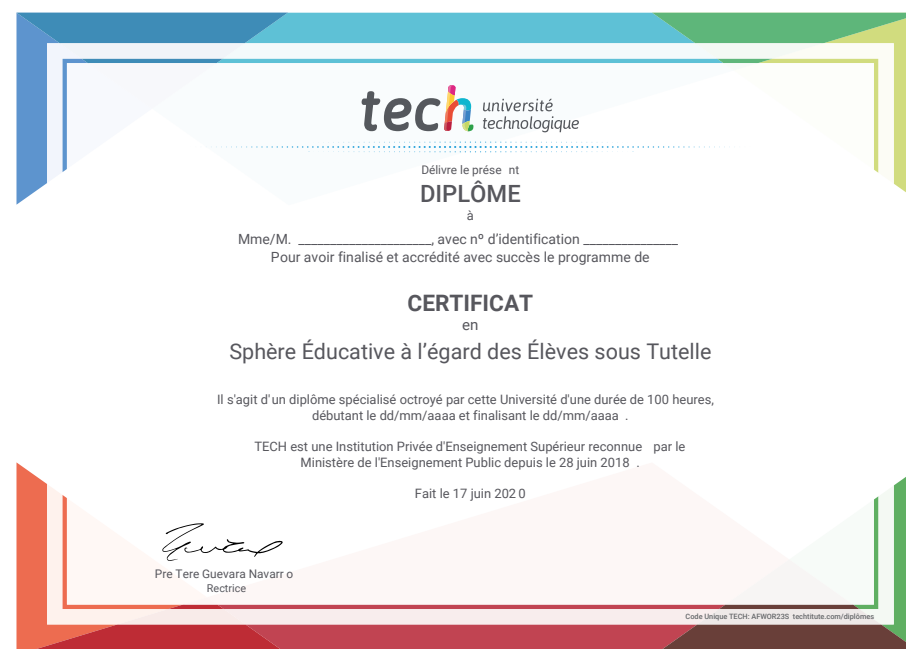 tech université
technologique
Délivre le prése nt
DIPLÔME
à
Mme/M. ____________________, avec nº d'identification ______________
Pour avoir finalisé et accrédité avec succès le programme de
CERTIFICAT
en
Sphère Éducative à l'égard des Élèves sous Tutelle
Il s'agit d'un diplôme spécialisé octroyé par cette Université d'une durée de 100 heures,
débutant le dd/mm/aaaa et finalisant le dd/mm/aaaa .
TECH est une Institution Privée d'Enseignement Supérieur reconnue par le
Ministère de l'Enseignement Public depuis le 28 juin 2018 .
Fait le 17 juin 2020
Pre Tere Guevara Navarr o
Rectrice
Code Unique TECH: AFWOR23S techtitute.com/diplômes